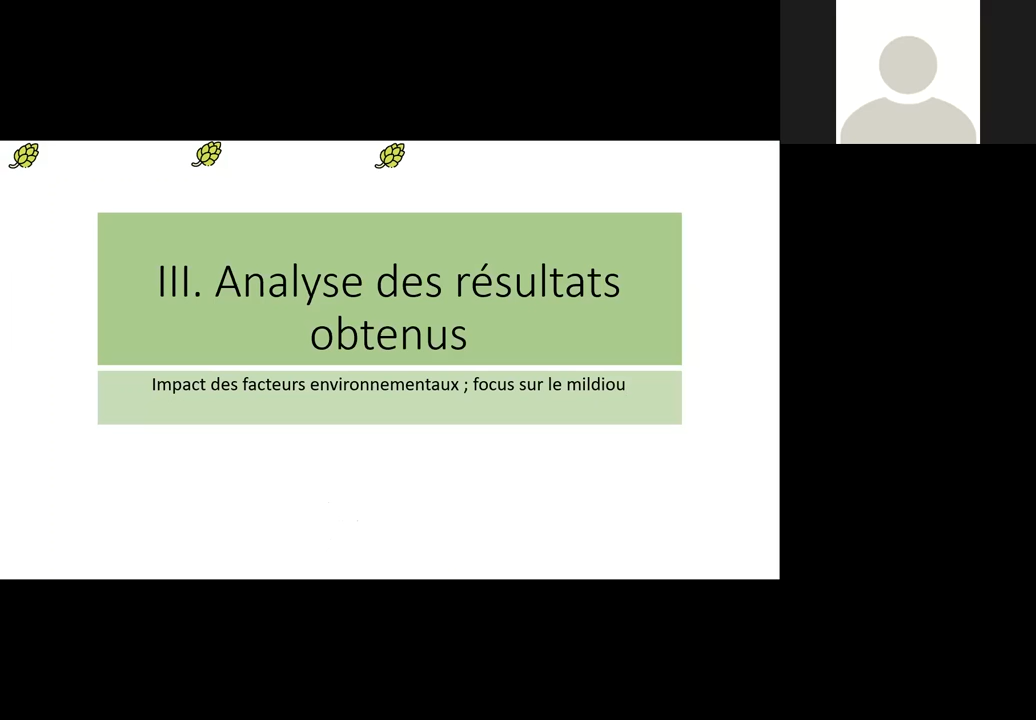 III. Analyse des résultats
obtenus
Impact des facteurs environnementaux ; focus sur le mildiou